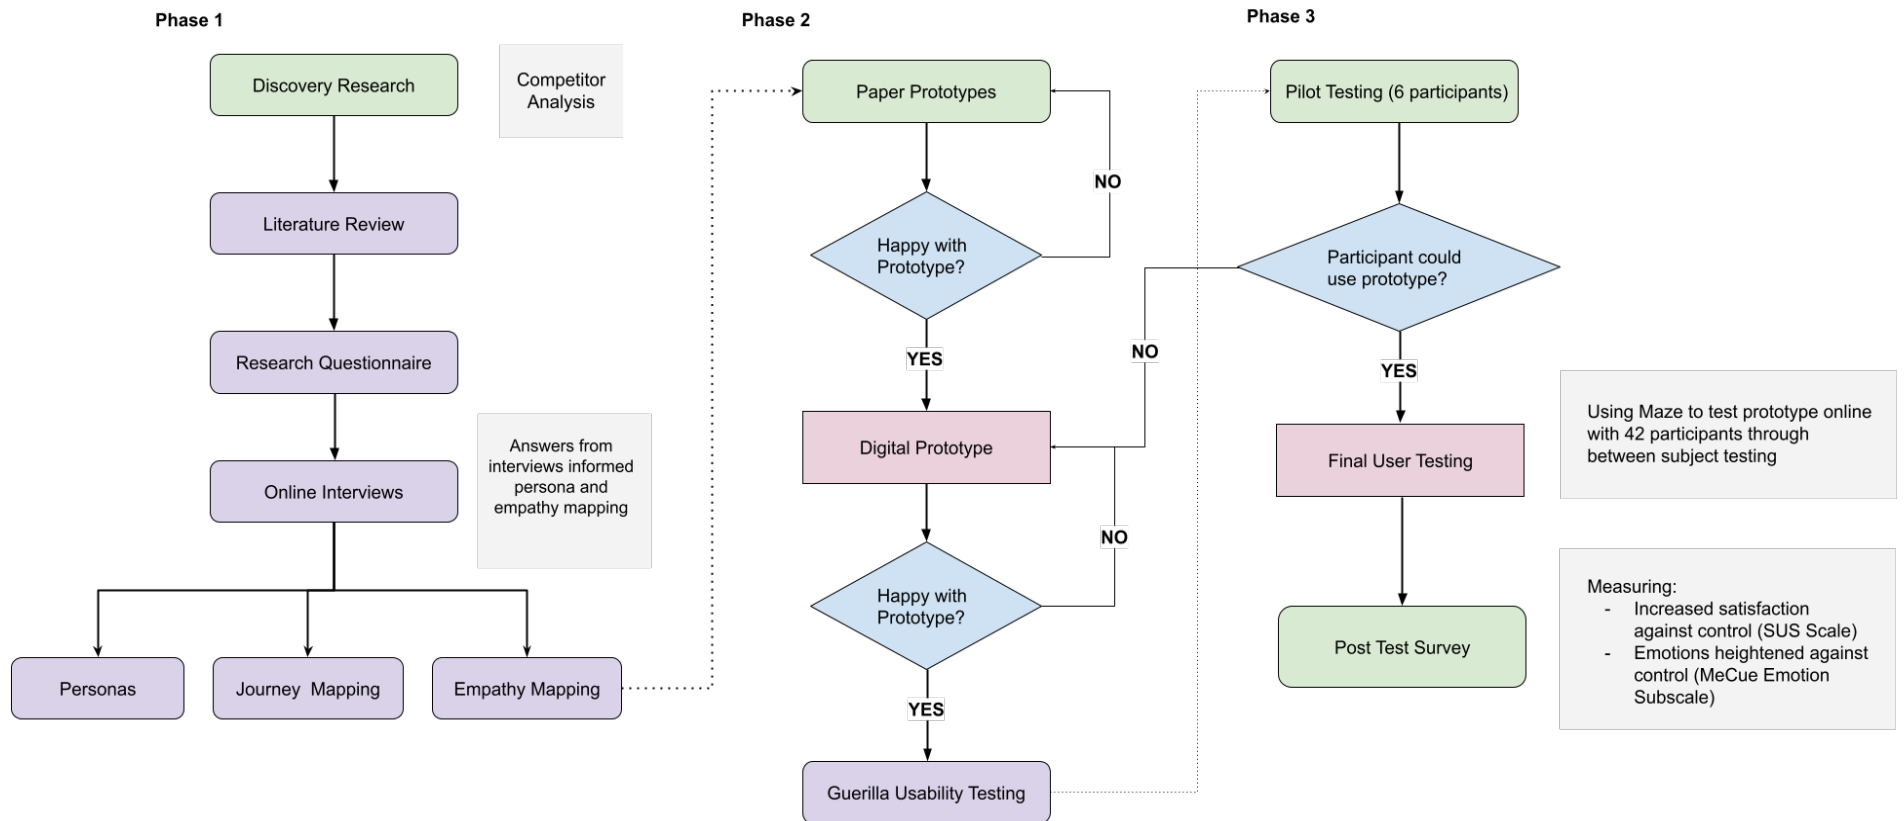 Phase 1
Discovery Research
Competitor
Analysis
Literature Review
Research Questionnaire
Online Interviews
Answers from
interviews informed
persona and
empathy mapping
Personas
Journey Mapping
Empathy Mapping
Phase 2
Paper Prototypes
NO
Happy with
Prototype?
YES
Digital Prototype
NO
Happy with
Prototype?
YES
Guerilla Usability Testing
Phase 3
Pilot Testing (6 participants)
Participant could
use prototype?
NO
YES
Final User Testing
Using Maze to test prototype online
with 42 participants through
between subject testing
Post Test Survey
Measuring:
- Increased satisfaction
against control (SUS Scale)
- Emotions heightened against
control (MeCue Emotion
Subscale)